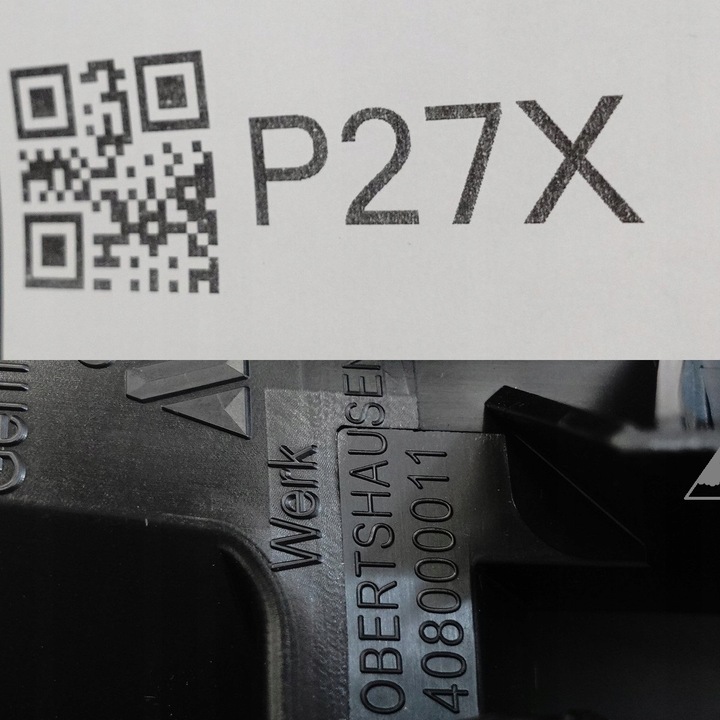 P27X
Werk
OBERTSHAUSEN
408000011